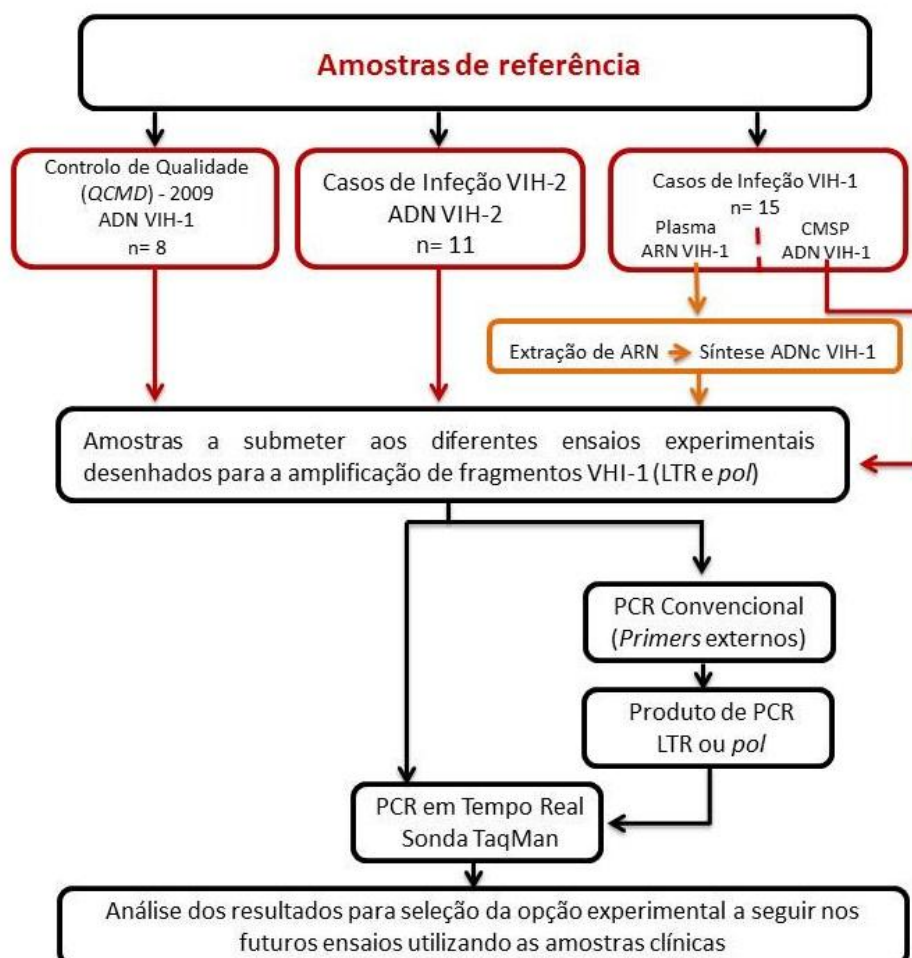 Amostras de referência
Controlo de Qualidade
(QCMD) - 2009
ADN VIH-1
n= 8
Casos de Infeção VIH-2
ADN VIH-2
n= 11
Casos de Infeção VIH-1
n= 15
Plasma
ARN VIH-1
CMSP
ADN VIH-1
Extração de ARN
Síntese ADNc VIH-1
Amostras a submeter aos diferentes ensaios experimentais
desenhados para a amplificação de fragmentos VHI-1 (LTR e pol)
PCR Convencional
(Primers externos)
Produto de PCR
LTR ou pol
PCR em Tempo Real
Sonda TaqMan
Análise dos resultados para seleção da opção experimental a seguir nos
futuros ensaios utilizando as amostras clínicas